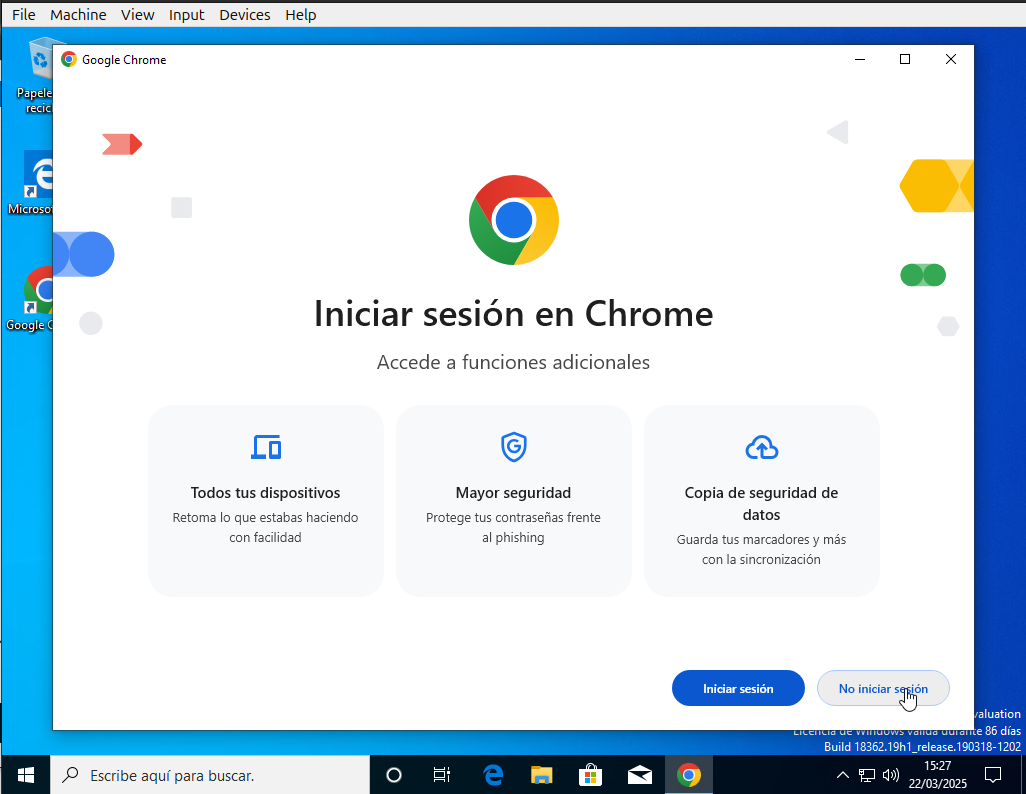 File Machine View Input Devices Help
Google Chrome
Iniciar sesión en Chrome
Accede a funciones adicionales
Todos tus dispositivos
Retoma lo que estabas haciendo
con facilidad
Mayor seguridad
Protege tus contraseñas frente
al phishing
Copia de seguridad de
datos
Guarda tus marcadores y más
con la sincronización
Iniciar sesión
No iniciar sesión
Papele
recicl
Microsof
Google C
valuation
Licencia de Windows válida durante 86 días
Build 18362.19h1_release.190318-1202
Escribe aquí para buscar.
15:27
22/03/2025